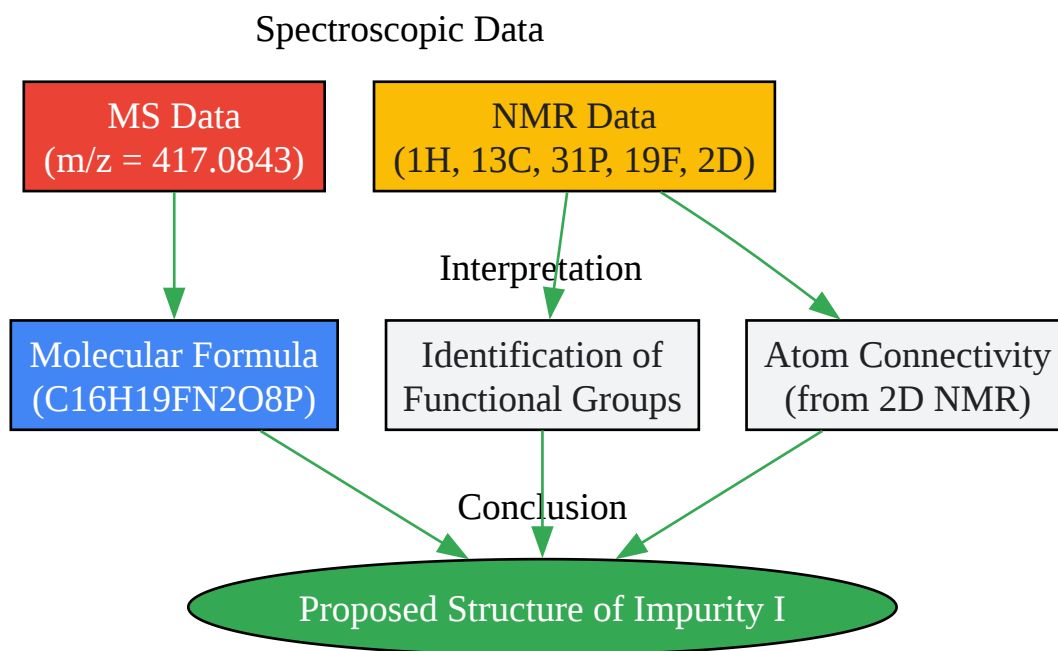 Spectroscopic Data
MS Data
(m/z = 417.0843)
NMR Data
(1H, 13C, 31P, 19F, 2D)
Interpretation
Molecular Formula
(C16H19FN2O8P)
Identification of
Functional Groups
Atom Connectivity
(from 2D NMR)
Conclusion
Proposed Structure of Impurity I